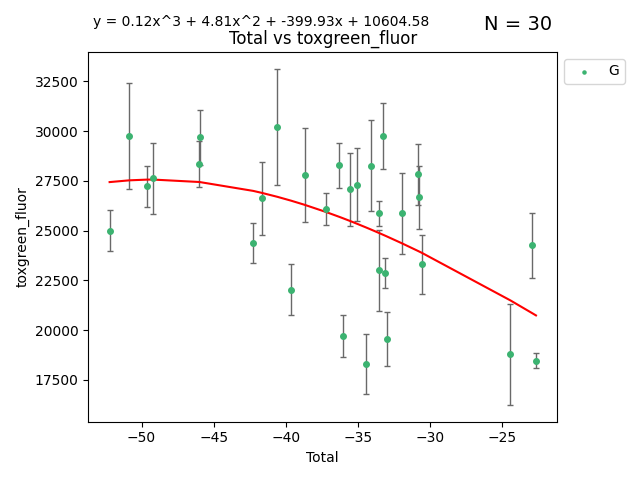 y = 0.12x^3 + 4.81x^2 + -399.93x + 10604.58
N = 30
Total vs toxgreen_fluor
G
toxgreen_fluor
32500
30000
27500
25000
22500
20000
17500
−50
−45
−40
−35
−30
−25
Total